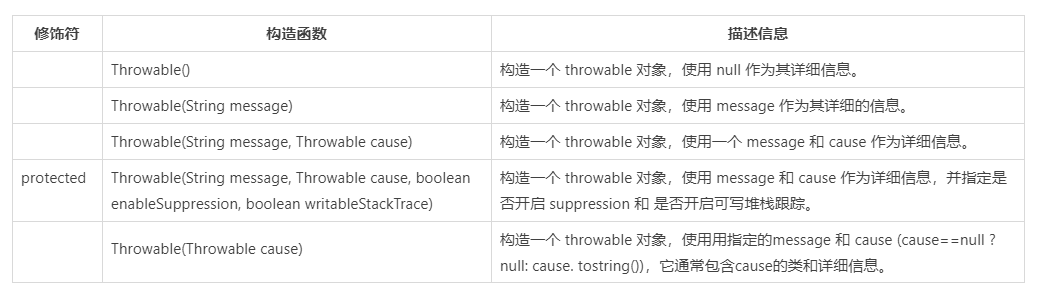 修饰符 构造函数 描述信息
Throwable() 构造一个 throwable 对象，使用 null 作为其详细信息。
Throwable(String message) 构造一个 throwable 对象，使用 message 作为其详细的信息。
Throwable(String message, Throwable cause) 构造一个 throwable 对象，使用一个 message 和 cause 作为详细信息。
protected Throwable(String message, Throwable cause, boolean
enableSuppression, boolean writableStackTrace)
构造一个 throwable 对象，使用 message 和 cause 作为详细信息，并指定是
否开启 suppression 和 是否开启可写堆栈跟踪。
Throwable(Throwable cause)
构造一个 throwable 对象，使用用指定的message 和 cause (cause==null ?
null: cause. tostring())，它通常包含cause的类和详细信息。